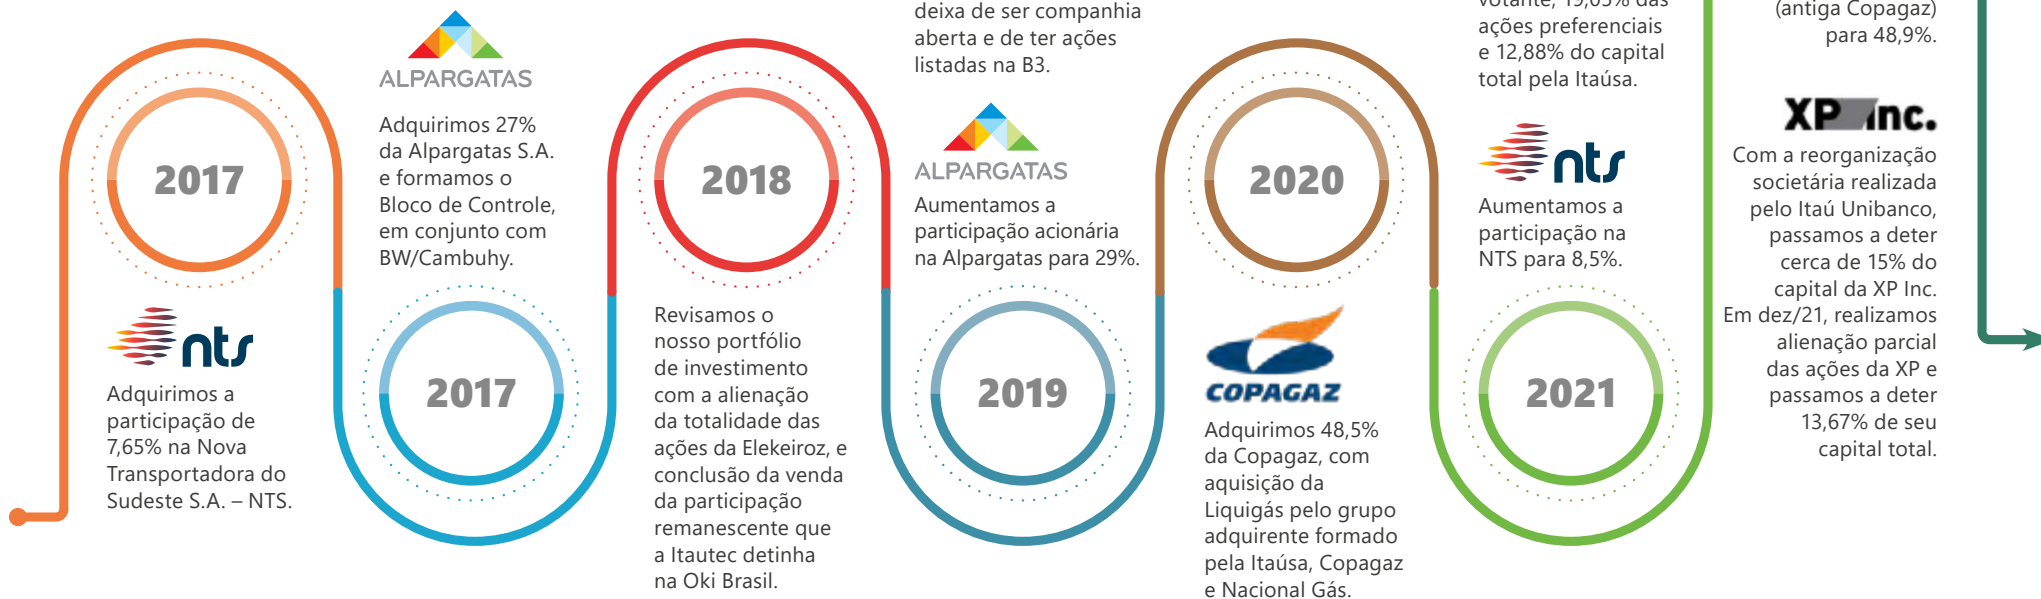 2017
nts
Adquirimos a
participação de
7,65% na Nova
Transportadora do
Sudeste S.A. – NTS.
ALPARGATAS
Adquirimos 27%
da Alpargatas S.A.
e formamos o
Bloco de Controle,
em conjunto com
BW/Cambuhy.
2017
2018
Revisamos o
nosso portfólio
de investimento
com a alienação
da totalidade das
ações da Elekeiroz, e
conclusão da venda
da participação
remanescente que
a Itautec detinha
na Oki Brasil.
deixa de ser companhia
aberta e de ter ações
listadas na B3.
ALPARGATAS
Aumentamos a
participação acionária
na Alpargatas para 29%.
2019
2020
COPAGAZ
Adquirimos 48,5%
da Copagaz, com
aquisição da
Liquigás pelo grupo
adquirente formado
pela Itaúsa, Copagaz
e Nacional Gás.
votante, 19,05% das
ações preferenciais
e 12,88% do capital
total pela Itaúsa.
nts
Aumentamos a
participação na
NTS para 8,5%.
2021
(antiga Copagaz)
para 48,9%.
XP Inc.
Com a reorganização
societária realizada
pelo Itaú Unibanco,
passamos a deter
cerca de 15% do
capital da XP Inc.
Em dez/21, realizamos
alienação parcial
das ações da XP e
passamos a deter
13,67% de seu
capital total.